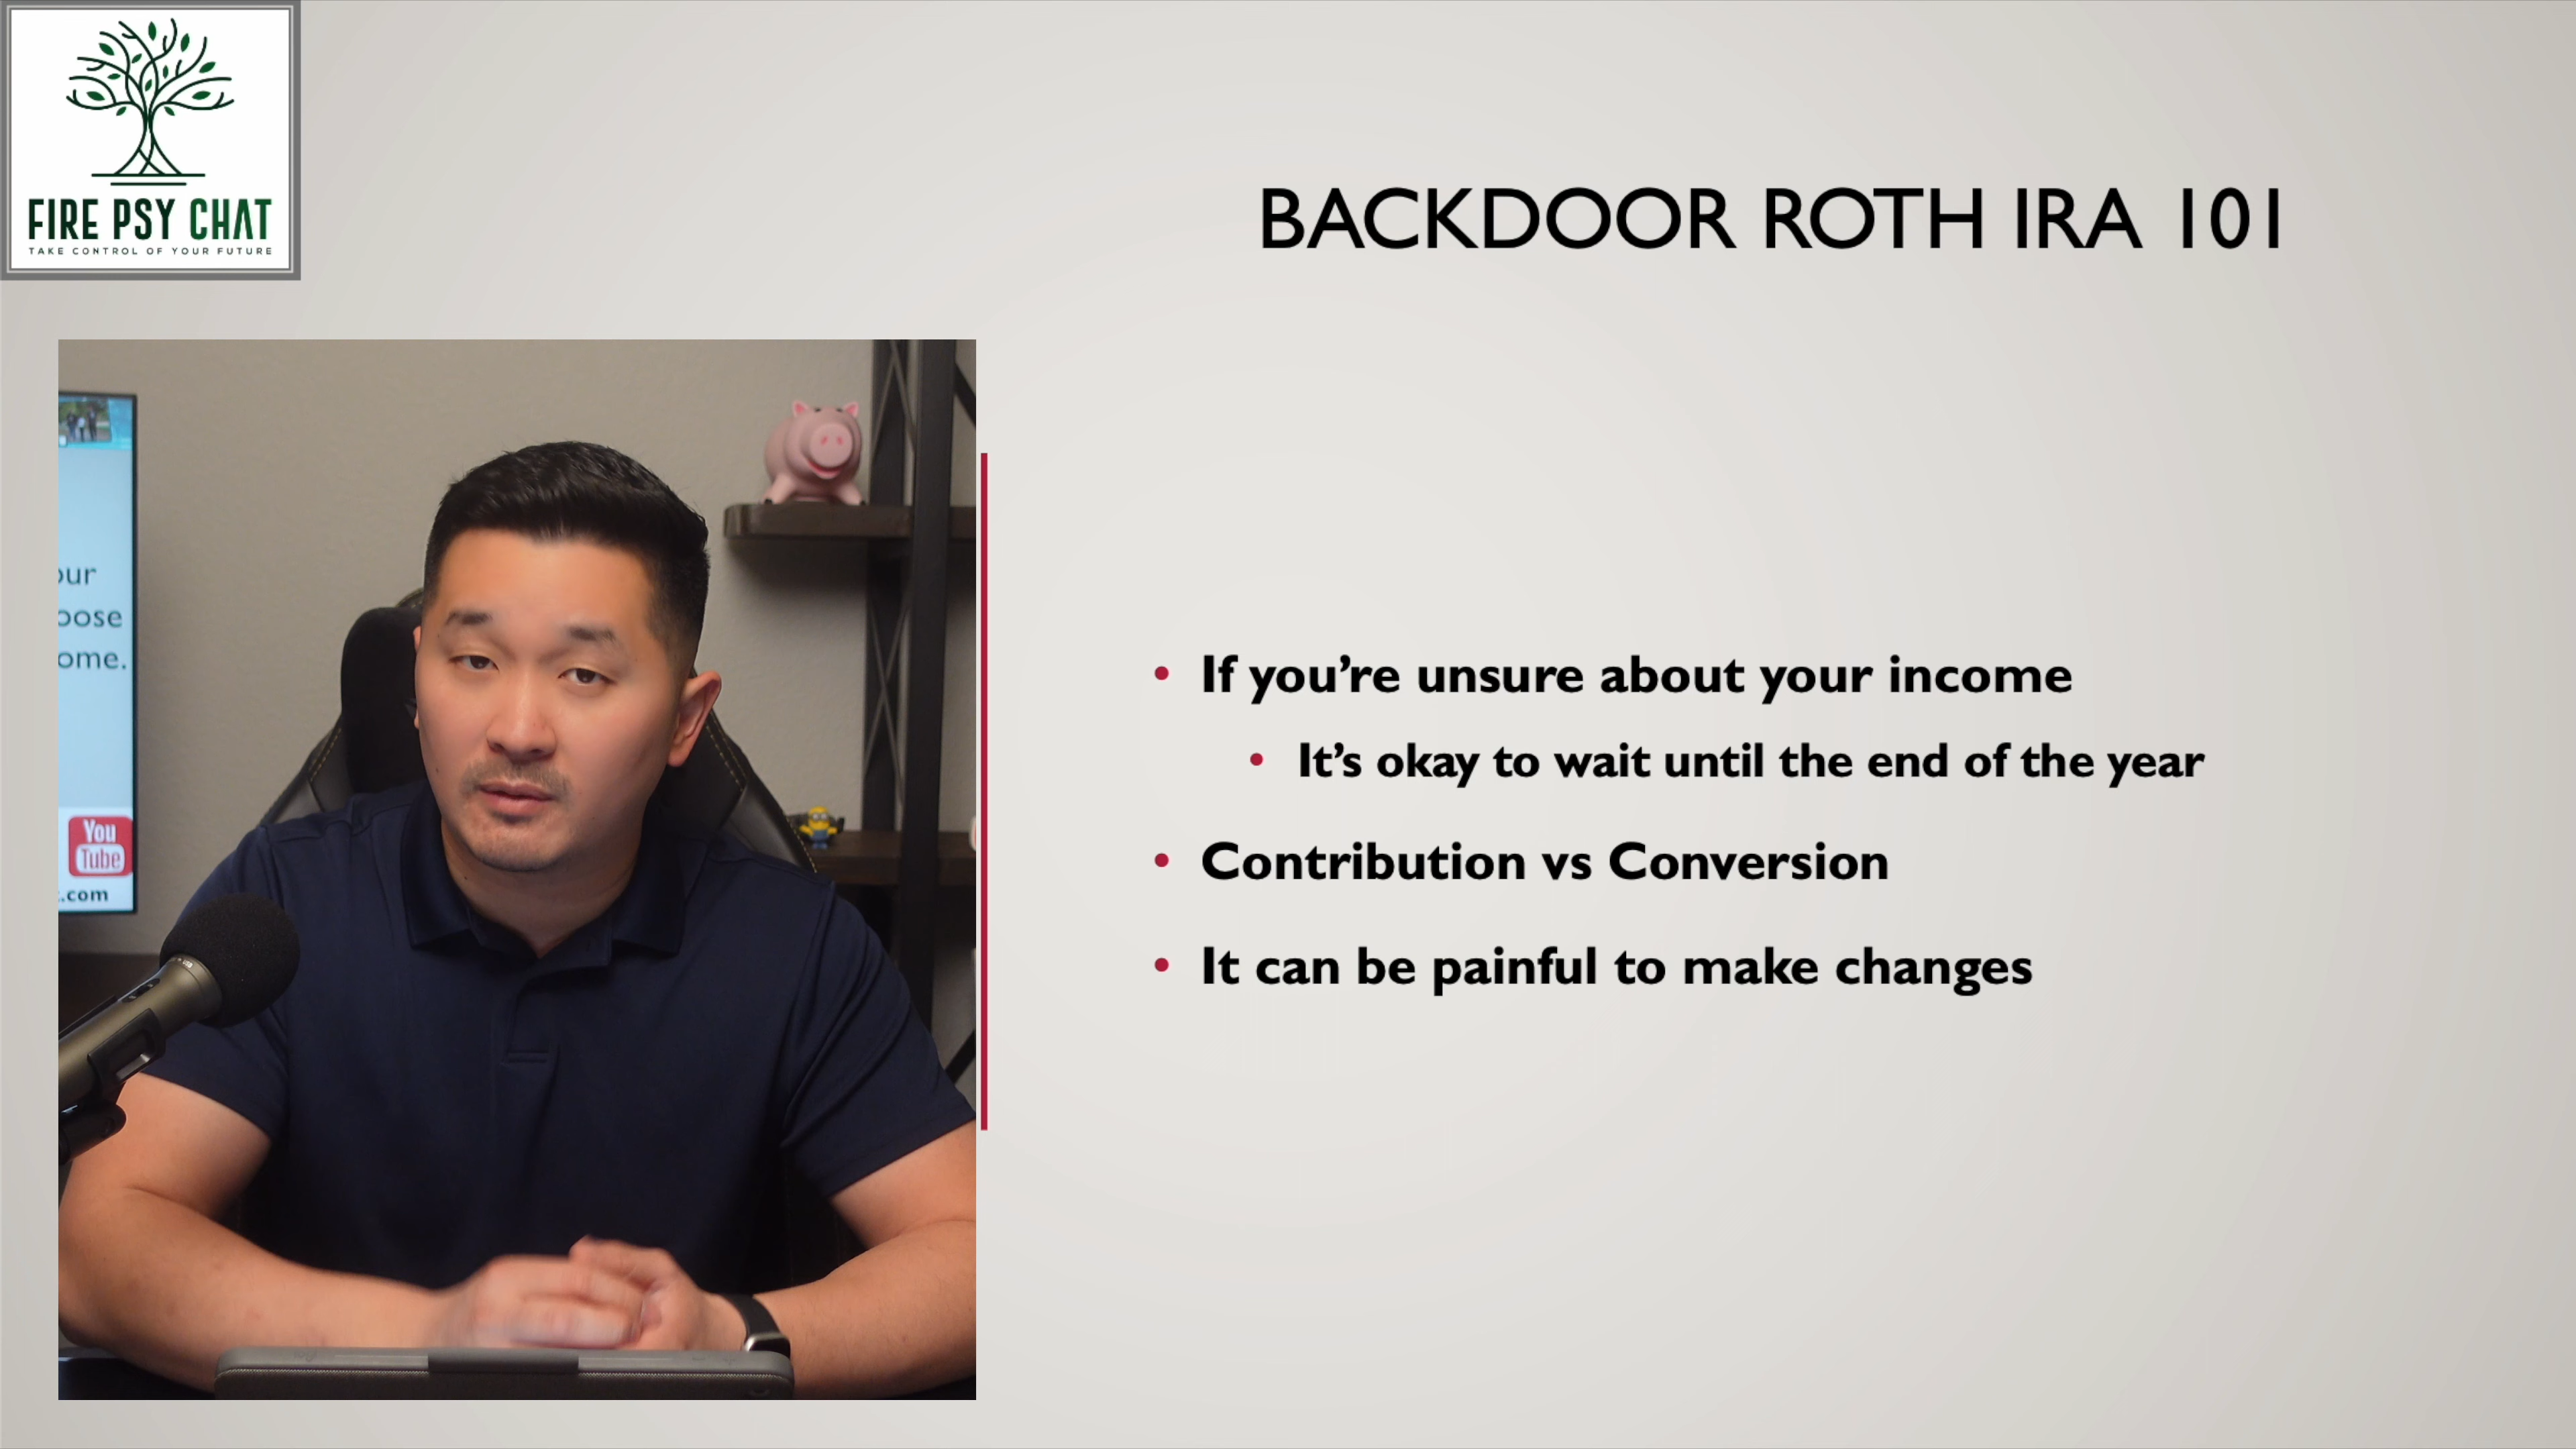 FIRE PSY CHAT
TAKE CONTROL OF YOUR FUTURE
BACKDOOR ROTH IRA 101
If you’re unsure about your income
It’s okay to wait until the end of the year
Contribution vs Conversion
It can be painful to make changes
You
Tube
.com